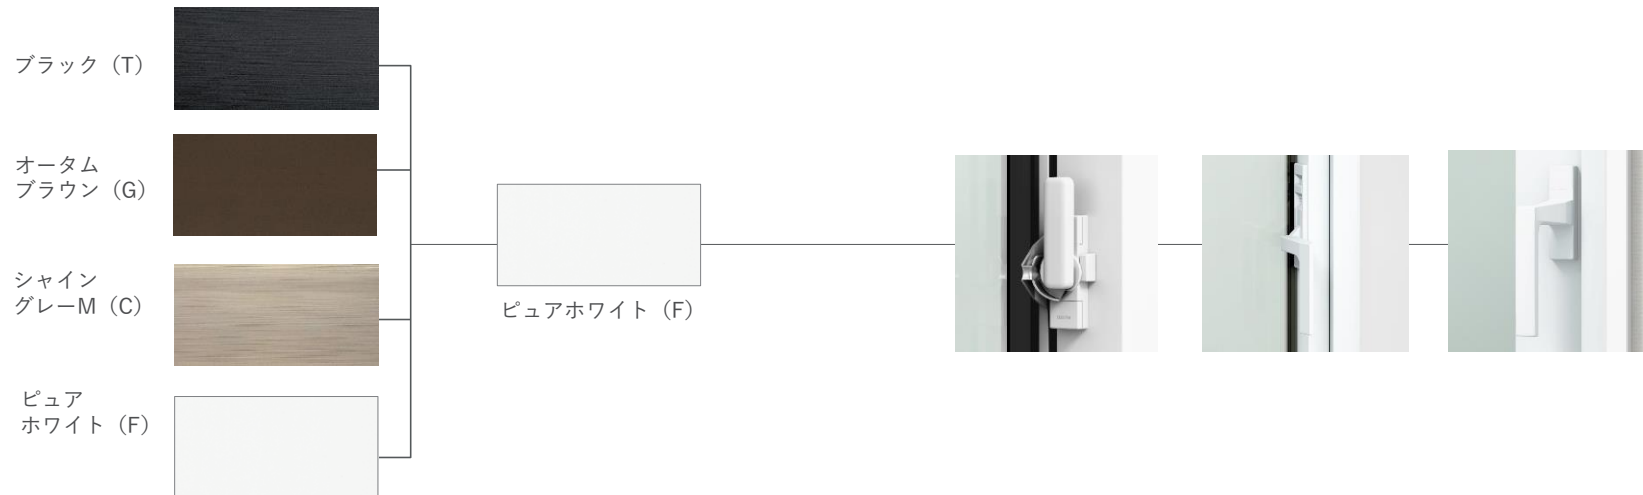 ブラック（T）
オータム
ブラウン（G）
シャイン
グレーM（C）
ピュア
ホワイト（F）
ピュアホワイト（F）